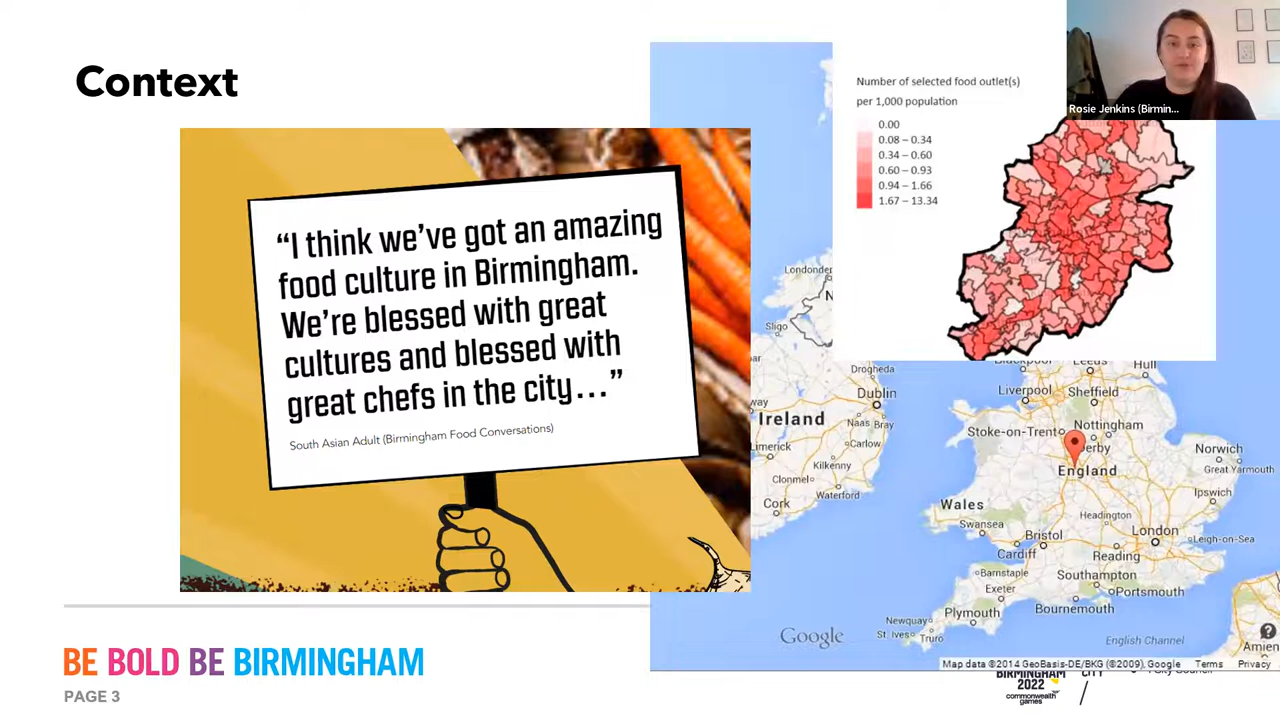 Context
“I think we’ve got an amazing
food culture in Birmingham.
We’re blessed with great
cultures and blessed with
great chefs in the city...”
South Asian Adult (Birmingham Food Conversations)
Number of selected food outlet(s)
per 1,000 population
0.00
0.08 – 0.34
0.34 – 0.60
0.60 – 0.93
0.94 – 1.66
1.67 – 13.34
Rosie Jenkins (Birmin...
Londonder
N
Sligo
Drogheda
Dublin
way
Ireland
Naas
Bray
Limerick
Carlow
Kilkenny
Clonmel
Waterford
Cork
Blackpool
Leeds
Hull
Liverpool
Sheffield
Stoke-on-Trent
Nottingham
erby
Norwich
England
Great Yarmouth
Wales
Ipswich
Swansea
Headington
Bristol
London
Cardiff
Reading
Leigh-on-Sea
Barnstaple
Southampton
Exeter
Portsmouth
Plymouth
Bournemouth
Newquay
St. Ives
Truro
Google
English Channel
Amien
Map data ©2014 GeoBasis-DE/BKG (©2009), Google
Terms
Privacy
BE BOLD BE BIRMINGHAM
PAGE 3
BIRMINGHAM
2022
commonwealth
games
CITY
City Council